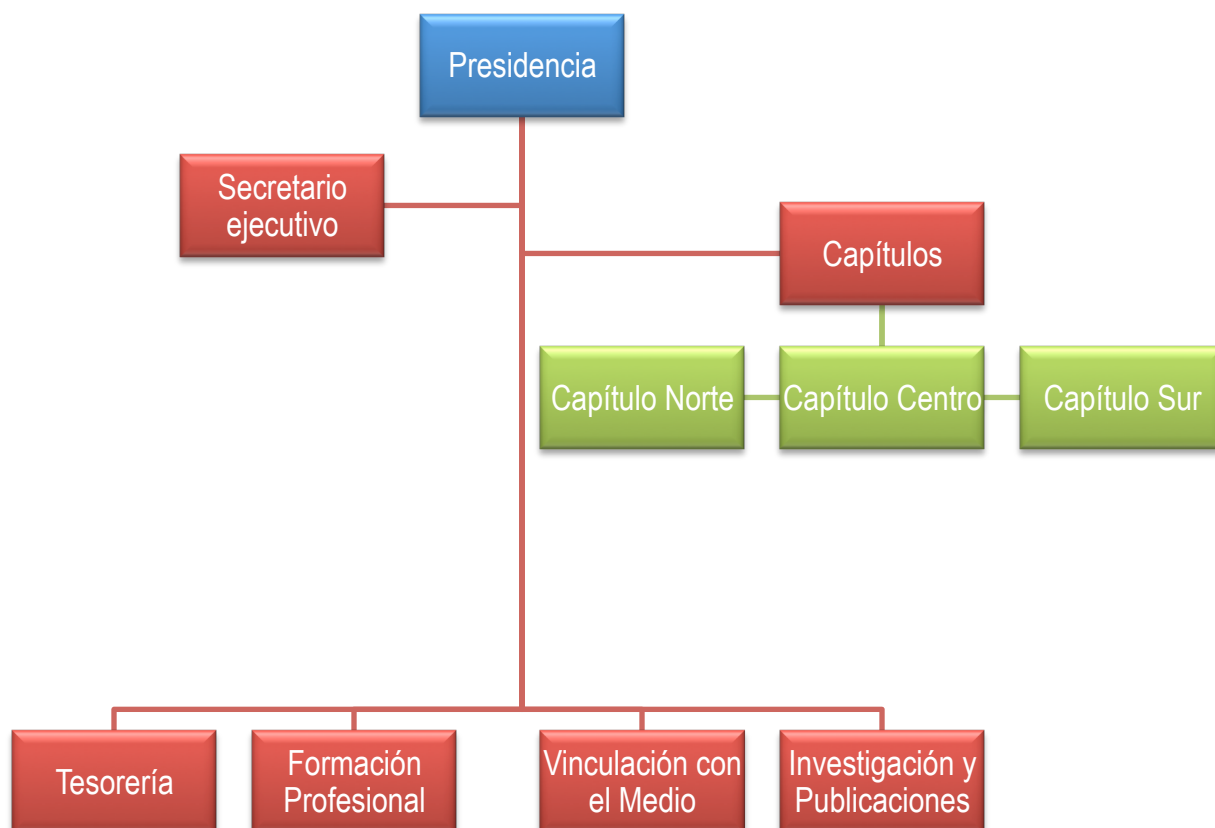 Presidencia
Secretario
ejecutivo
Capítulos
Capítulo Norte
Capítulo Centro
Capítulo Sur
Tesorería
Formación
Profesional
Vinculación con
el Medio
Investigación y
Publicaciones